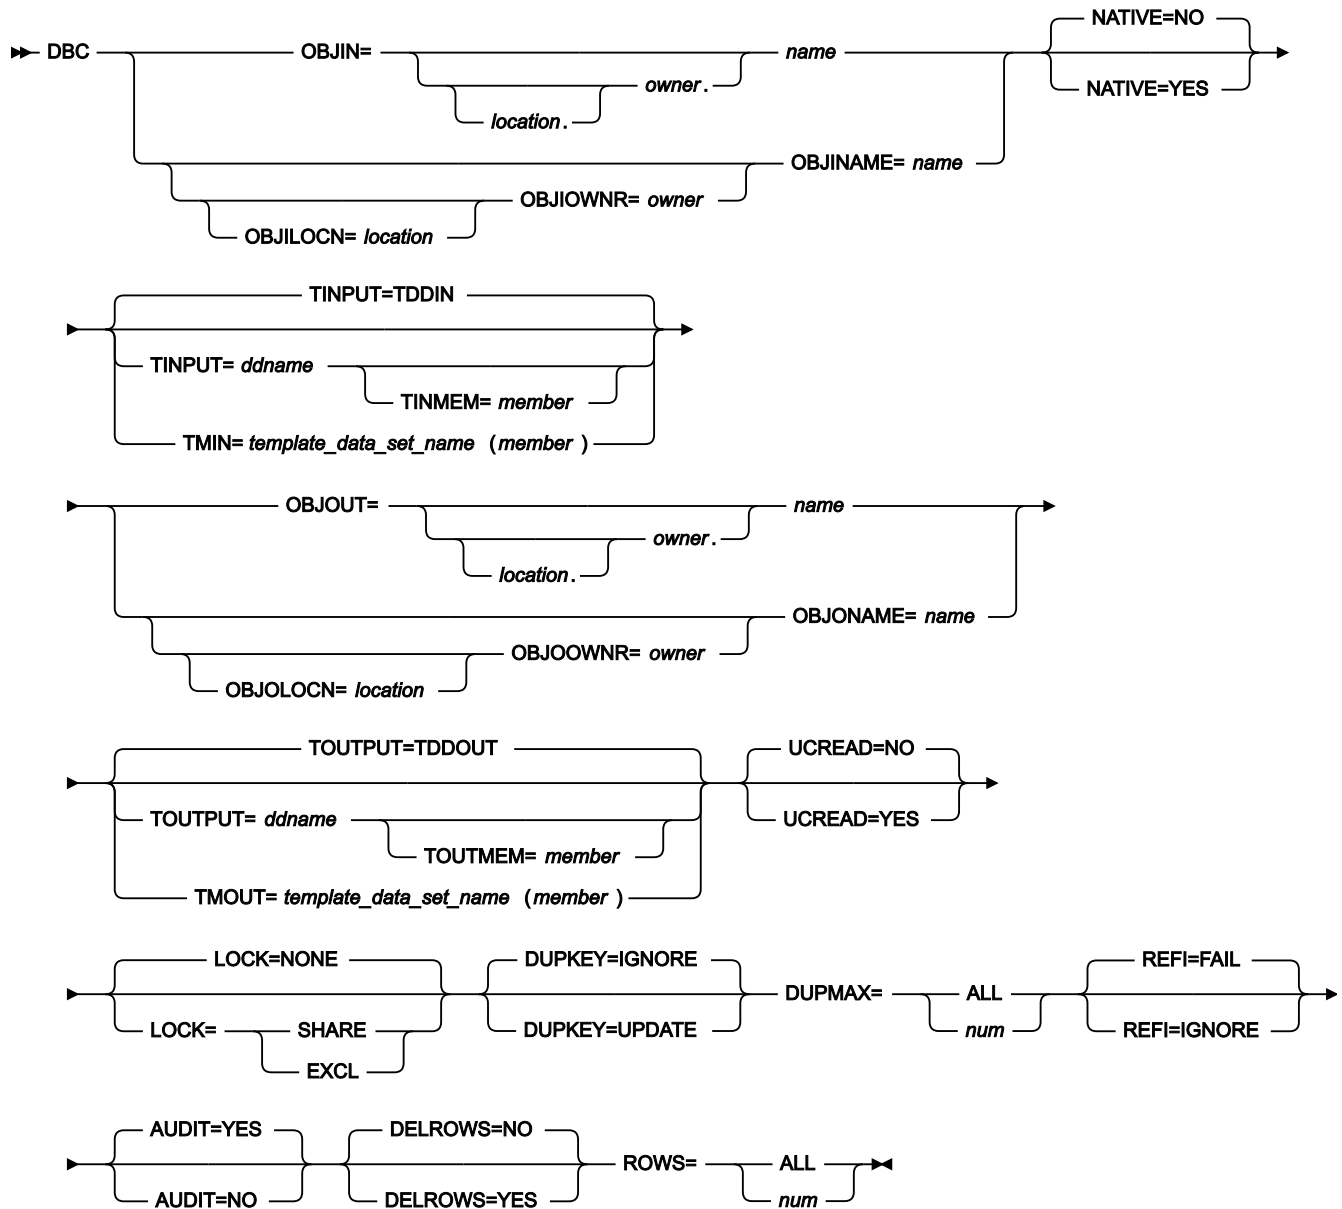 NATIVE=NO
DBC OBJIN= name
NATIVE=YES
owner.
location.
OBJINAME= name
OBJIOWNR= owner
OBJILOCN= location
TINPUT=TDDIN
TINPUT= ddname
TINMEM= member
TMIN= template_data_set_name (member )
OBJOUT= name
owner.
location.
OBJONAME= name
OBJOOWNR= owner
OBJOLOCN= location
TOUTPUT=TDDOUT UCREAD=NO
TOUTPUT= ddname UCREAD=YES
TOUTMEM= member
TMOUT= template_data_set_name (member )
LOCK=NONE DUPKEY=IGNORE REFI=FAIL
DUPMAX= ALL
LOCK= SHARE DUPKEY=UPDATE num REFI=IGNORE
EXCL
AUDIT=YES DELROWS=NO
ROWS= ALL
AUDIT=NO DELROWS=YES num